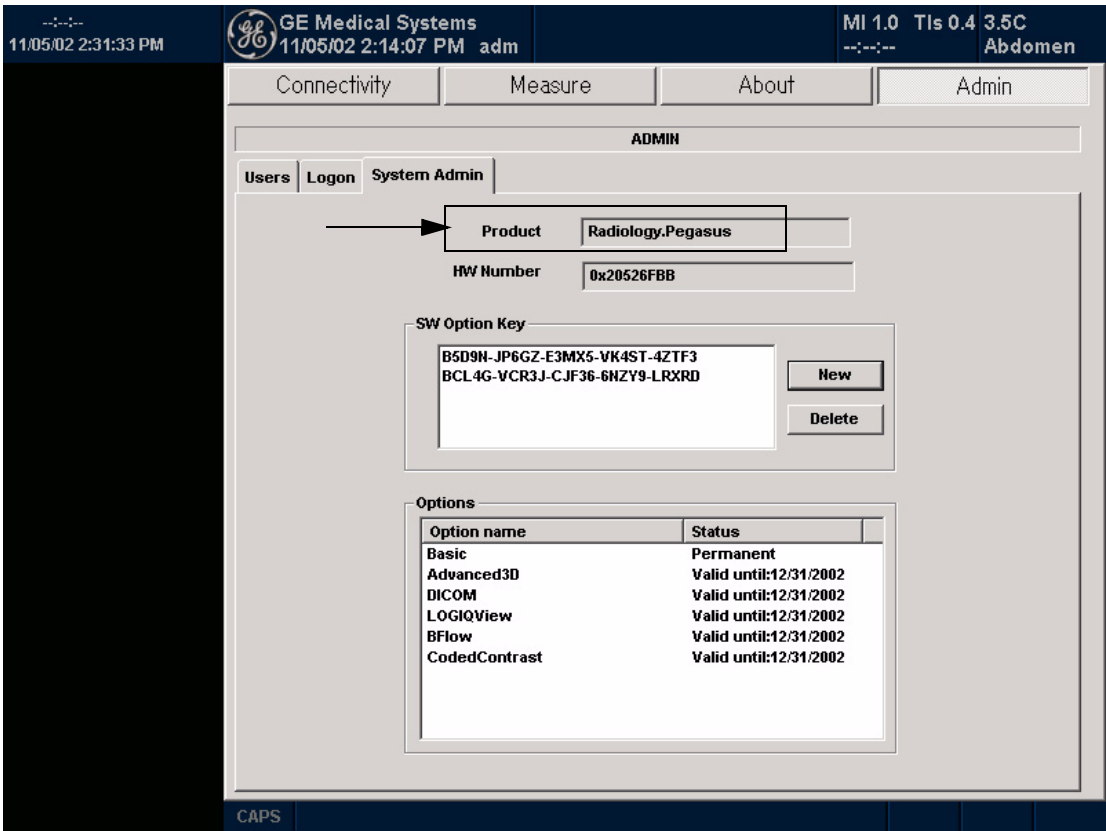 --:--:--
11/05/02 2:31:33 PM
GE Medical Systems
11/05/02 2:14:07 PM adm
MI 1.0 TIs 0.4 3.5C
--:--:-- Abdomen
Connectivity Measure About Admin
ADMIN
Users Logon System Admin
Product Radiology.Pegasus
HW Number 0x20526FBB
SW Option Key
B5D9N-JP6GZ-E3MX5-VK4ST-4ZTF3
BCL4G-VCR3J-CJF36-6NZY9-LRXRD
New
Delete
Options
Option name Status
Basic Permanent
Advanced3D Valid until:12/31/2002
DICOM Valid until:12/31/2002
LOGIQView Valid until:12/31/2002
BFlow Valid until:12/31/2002
CodedContrast Valid until:12/31/2002
CAPS